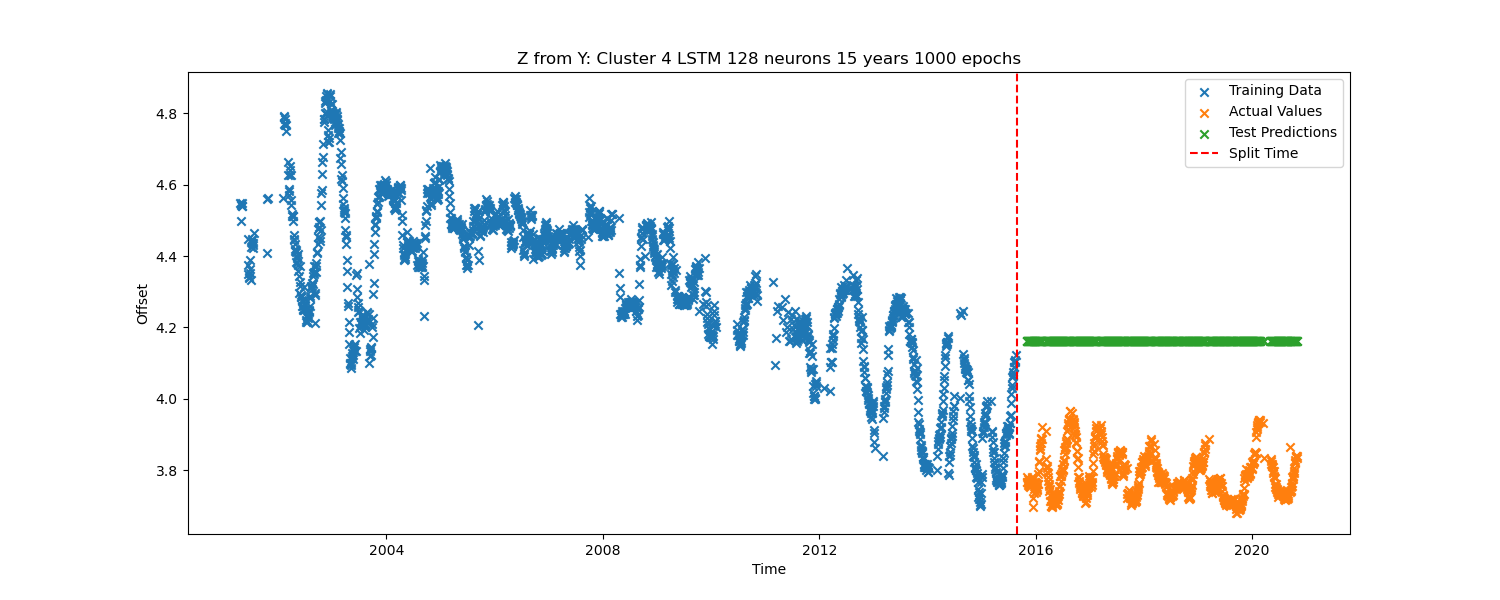 Z from Y: Cluster 4 LSTM 128 neurons 15 years 1000 epochs
Training Data
Actual Values
Test Predictions
Split Time
4.8
4.6
4.4
4.2
4.0
3.8
Offset
2004
2008
2012
2016
2020
Time